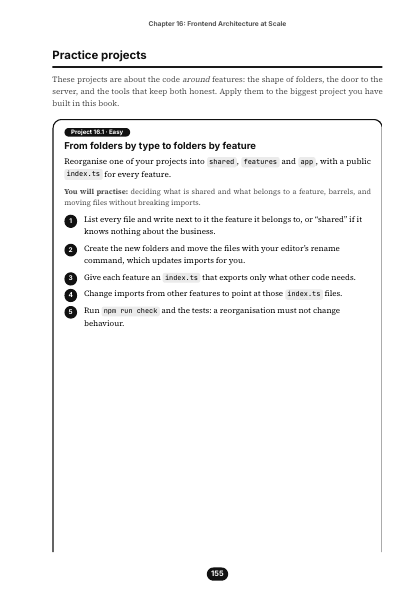 Chapter 16: Frontend Architecture at Scale
Practice projects
These projects are about the code around features: the shape of folders, the door to the
server, and the tools that keep both honest. Apply them to the biggest project you have
built in this book.
Project 16.1 · Easy
From folders by type to folders by feature
Reorganise one of your projects into shared, features and app, with a public
index.ts for every feature.
You will practise: deciding what is shared and what belongs to a feature, barrels, and
moving files without breaking imports.
1 List every file and write next to it the feature it belongs to, or “shared” if it
knows nothing about the business.
2 Create the new folders and move the files with your editor’s rename
command, which updates imports for you.
3 Give each feature an index.ts that exports only what other code needs.
4 Change imports from other features to point at those index.ts files.
5 Run npm run check and the tests: a reorganisation must not change
behaviour.
155